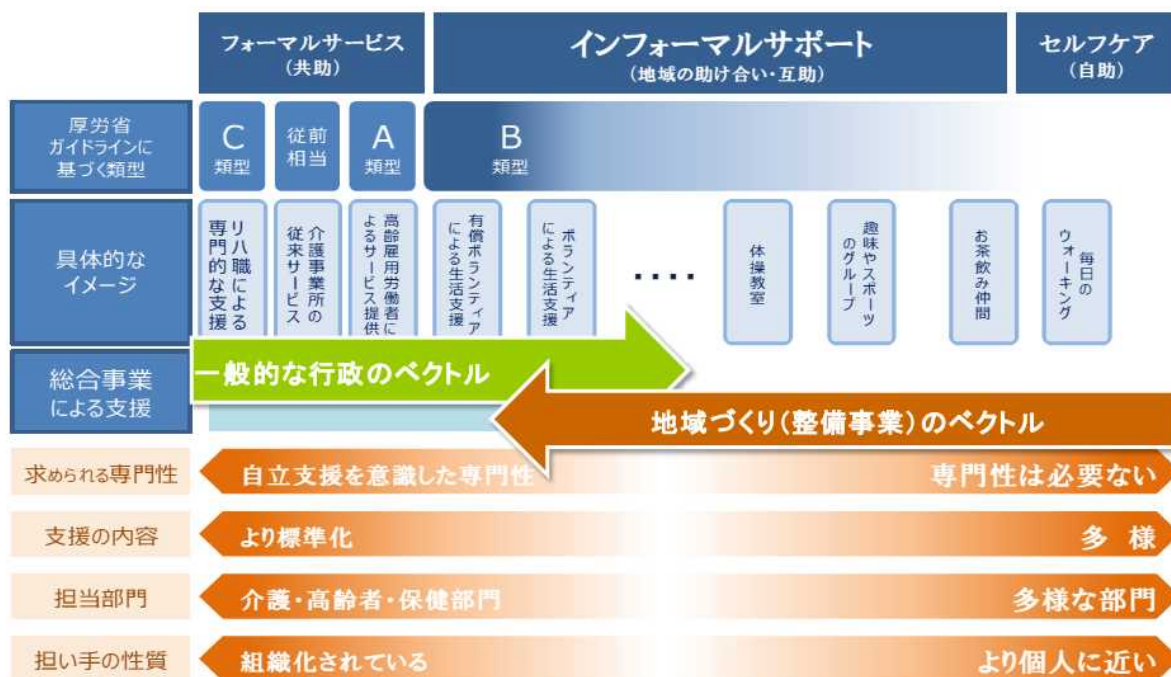 フォーマルサービス
（共助）
インフォーマルサポート
（地域の助け合い・互助）
セルフケア
（自助）
厚労省
ガイドラインに
基づく類型
C
類型
従前
相当
A
類型
B
類型
具体的な
イメージ
リハ職による
専門的な支援
介護事業所の
従来サービス
高齢雇用労働者に
よるサービス提供
有償ボランティア
による生活支援
ボランティア
による生活支援
・・・・
体操教室
趣味やスポーツ
のグループ
お茶飲み仲間
毎日の
ウォーキング
総合事業
による支援
一般的な行政のベクトル
地域づくり(整備事業)のベクトル
求められる専門性
自立支援を意識した専門性
専門性は必要ない
支援の内容
より標準化
多 様
担当部門
介護・高齢者・保健部門
多様な部門
担い手の性質
組織化されている
より個人に近い